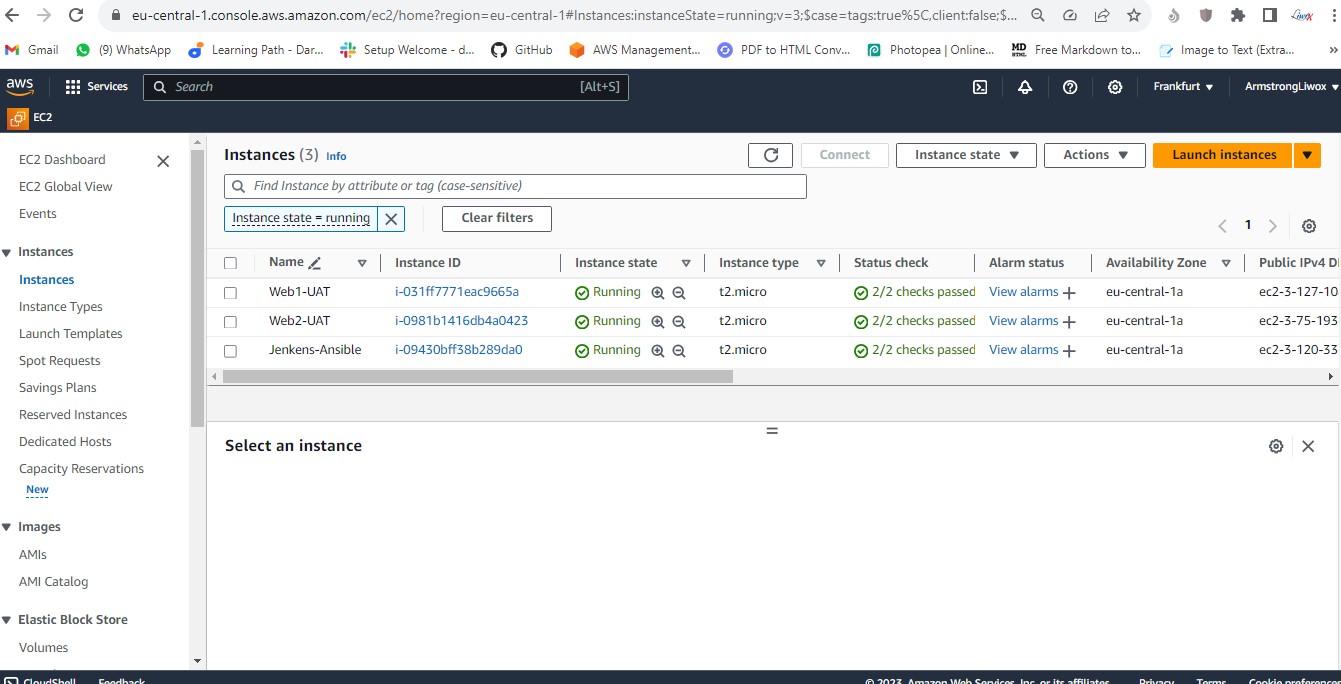 eu-central-1.console.aws.amazon.com/ec2/home?region=eu-central-1#Instances:instanceState=running;v=3;$case=tags:true%5C,client:false;$...
Gmail (9) WhatsApp Learning Path - Dar... Setup Welcome - d... GitHub AWS Management... PDF to HTML Conv... Photopea | Online... MD HTML Free Markdown to... Image to Text (Extra... »
aws Services Search [Alt+S] Frankfurt ▼ ArmstrongLiwox ▼
EC2
EC2 Dashboard
EC2 Global View
Events
Instances
Instances
Instance Types
Launch Templates
Spot Requests
Savings Plans
Reserved Instances
Dedicated Hosts
Capacity Reservations
New
Images
AMIs
AMI Catalog
Elastic Block Store
Volumes
Instances (3) Info
Connect Instance state ▼ Actions ▼ Launch instances ▼
Find Instance by attribute or tag (case-sensitive)
Instance state = running Clear filters
1
Name Instance ID Instance state Instance type Status check Alarm status Availability Zone Public IPv4 D
Web1-UAT i-031ff7771eac9665a Running t2.micro 2/2 checks passed View alarms + eu-central-1a ec2-3-127-10
Web2-UAT i-0981b1416db4a0423 Running t2.micro 2/2 checks passed View alarms + eu-central-1a ec2-3-75-193
Jenkens-Ansible i-09430bff38b289da0 Running t2.micro 2/2 checks passed View alarms + eu-central-1a ec2-3-120-33
Select an instance
CloudShell Feedback © 2023, Amazon Web Services, Inc. or its affiliates. Privacy Terms Cookie preferences